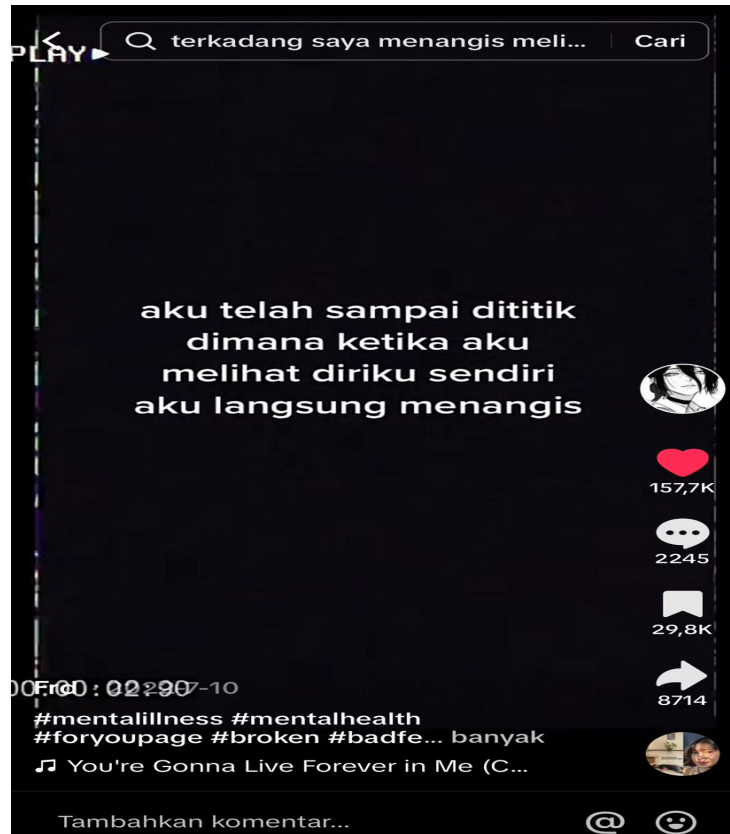 PLAY►
terkadang saya menangis meli...
Cari
aku telah sampai dititik
dimana ketika aku
melihat diriku sendiri
aku langsung menangis
157,7K
2245
29,8K
8714
Frd
#mentalillness #mentalhealth
#foryoupage #broken #badfe... banyak
You're Gonna Live Forever in Me (C...
Tambahkan komentar...